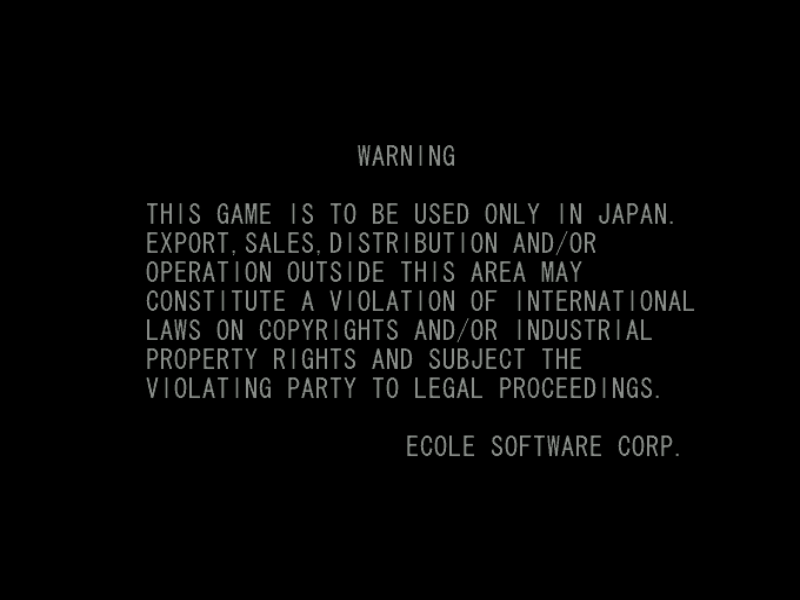 WARNING
THIS GAME IS TO BE USED ONLY IN JAPAN.
EXPORT,SALES,DISTRIBUTION AND/OR
OPERATION OUTSIDE THIS AREA MAY
CONSTITUTE A VIOLATION OF INTERNATIONAL
LAWS ON COPYRIGHTS AND/OR INDUSTRIAL
PROPERTY RIGHTS AND SUBJECT THE
VIOLATING PARTY TO LEGAL PROCEEDINGS.
ECOLE SOFTWARE CORP.